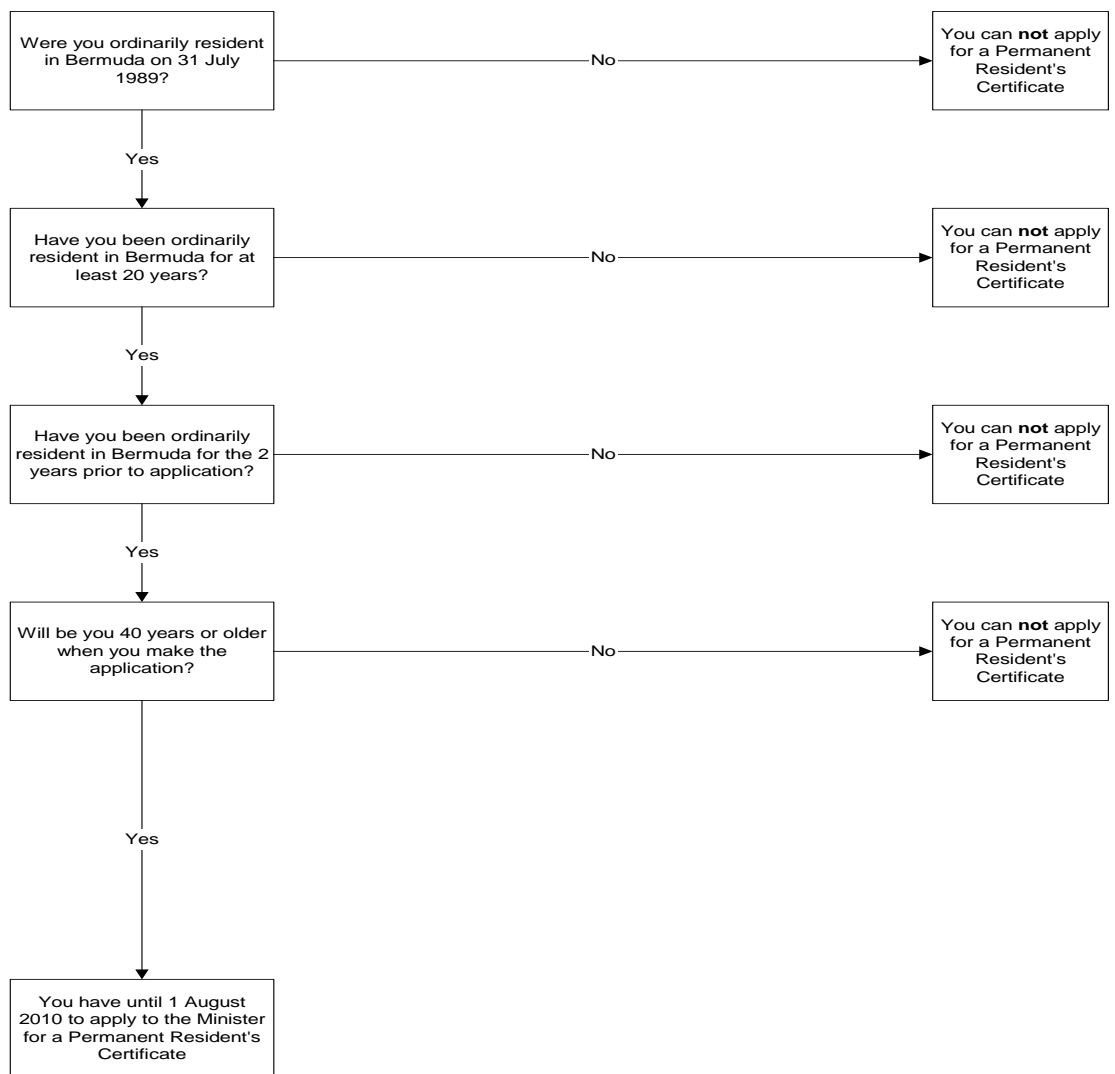 Were you ordinarily resident
in Bermuda on 31 July
1989?
No
You can not apply
for a Permanent
Resident's
Certificate
Yes
Have you been ordinarily
resident in Bermuda for at
least 20 years?
No
You can not apply
for a Permanent
Resident's
Certificate
Yes
Have you been ordinarily
resident in Bermuda for the 2
years prior to application?
No
You can not apply
for a Permanent
Resident's
Certificate
Yes
Will be you 40 years or older
when you make the
application?
No
You can not apply
for a Permanent
Resident's
Certificate
Yes
You have until 1 August
2010 to apply to the Minister
for a Permanent Resident's
Certificate